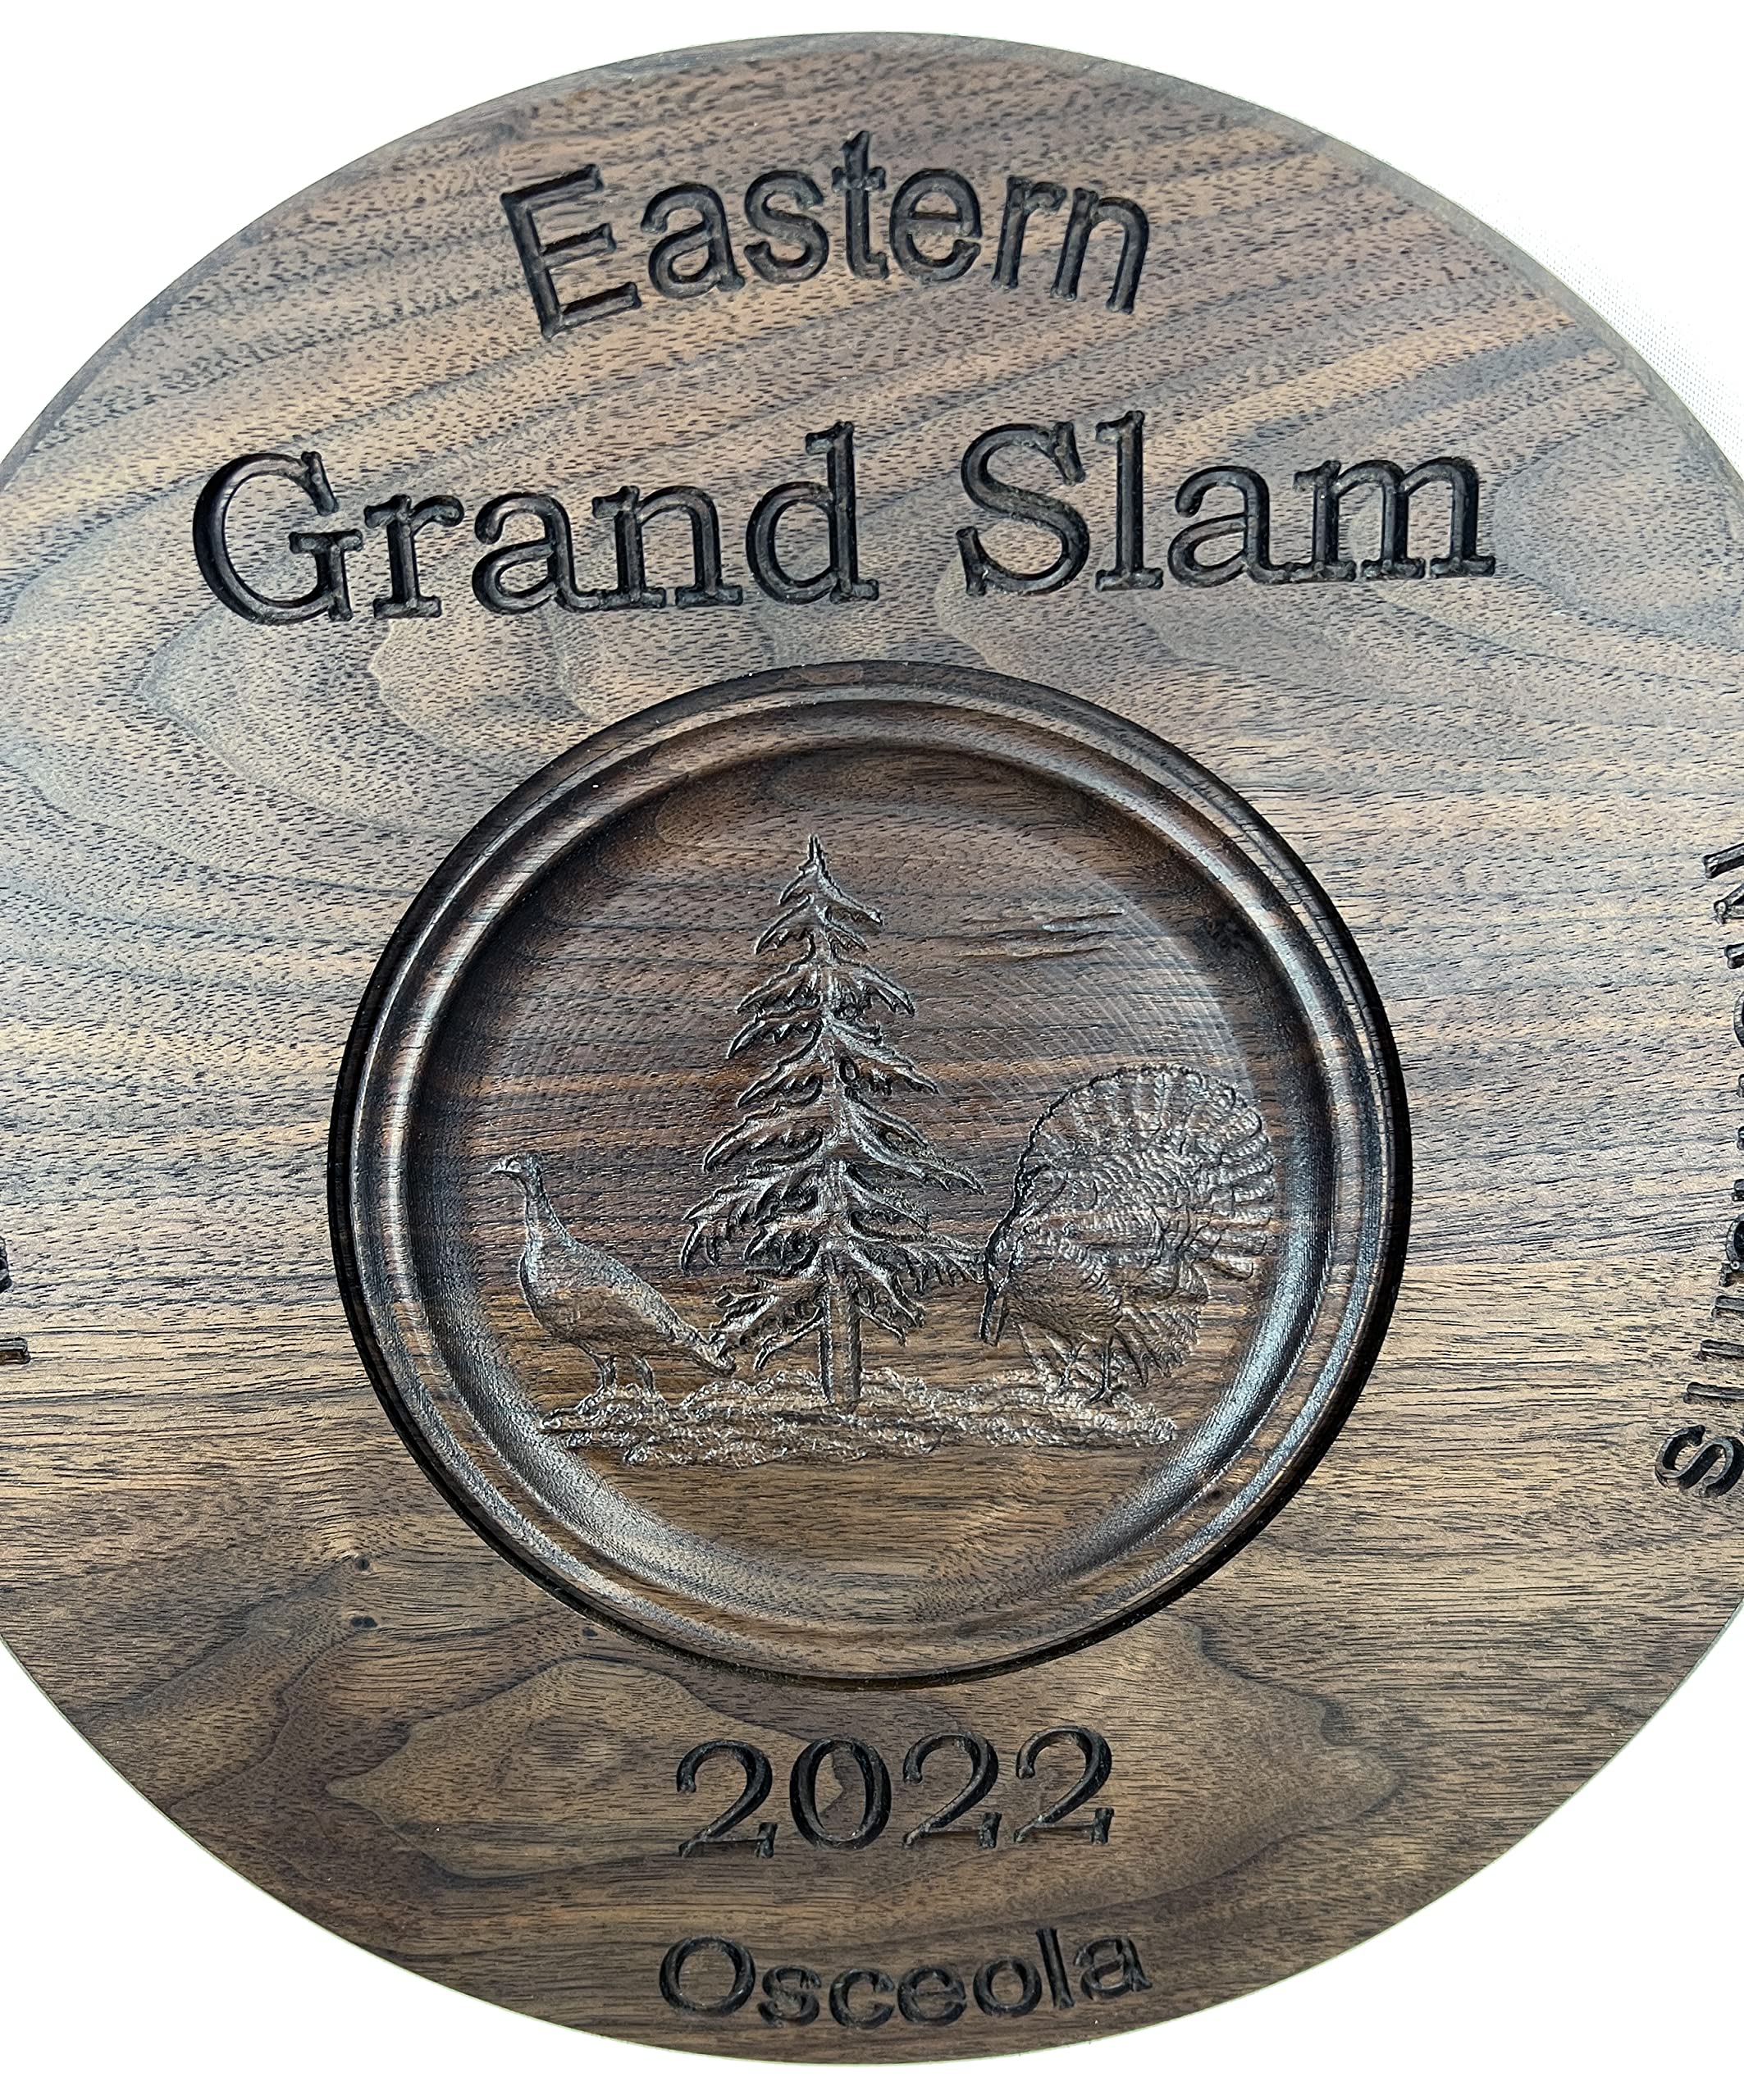 Eastern
Grand Slam
2022
Osceola